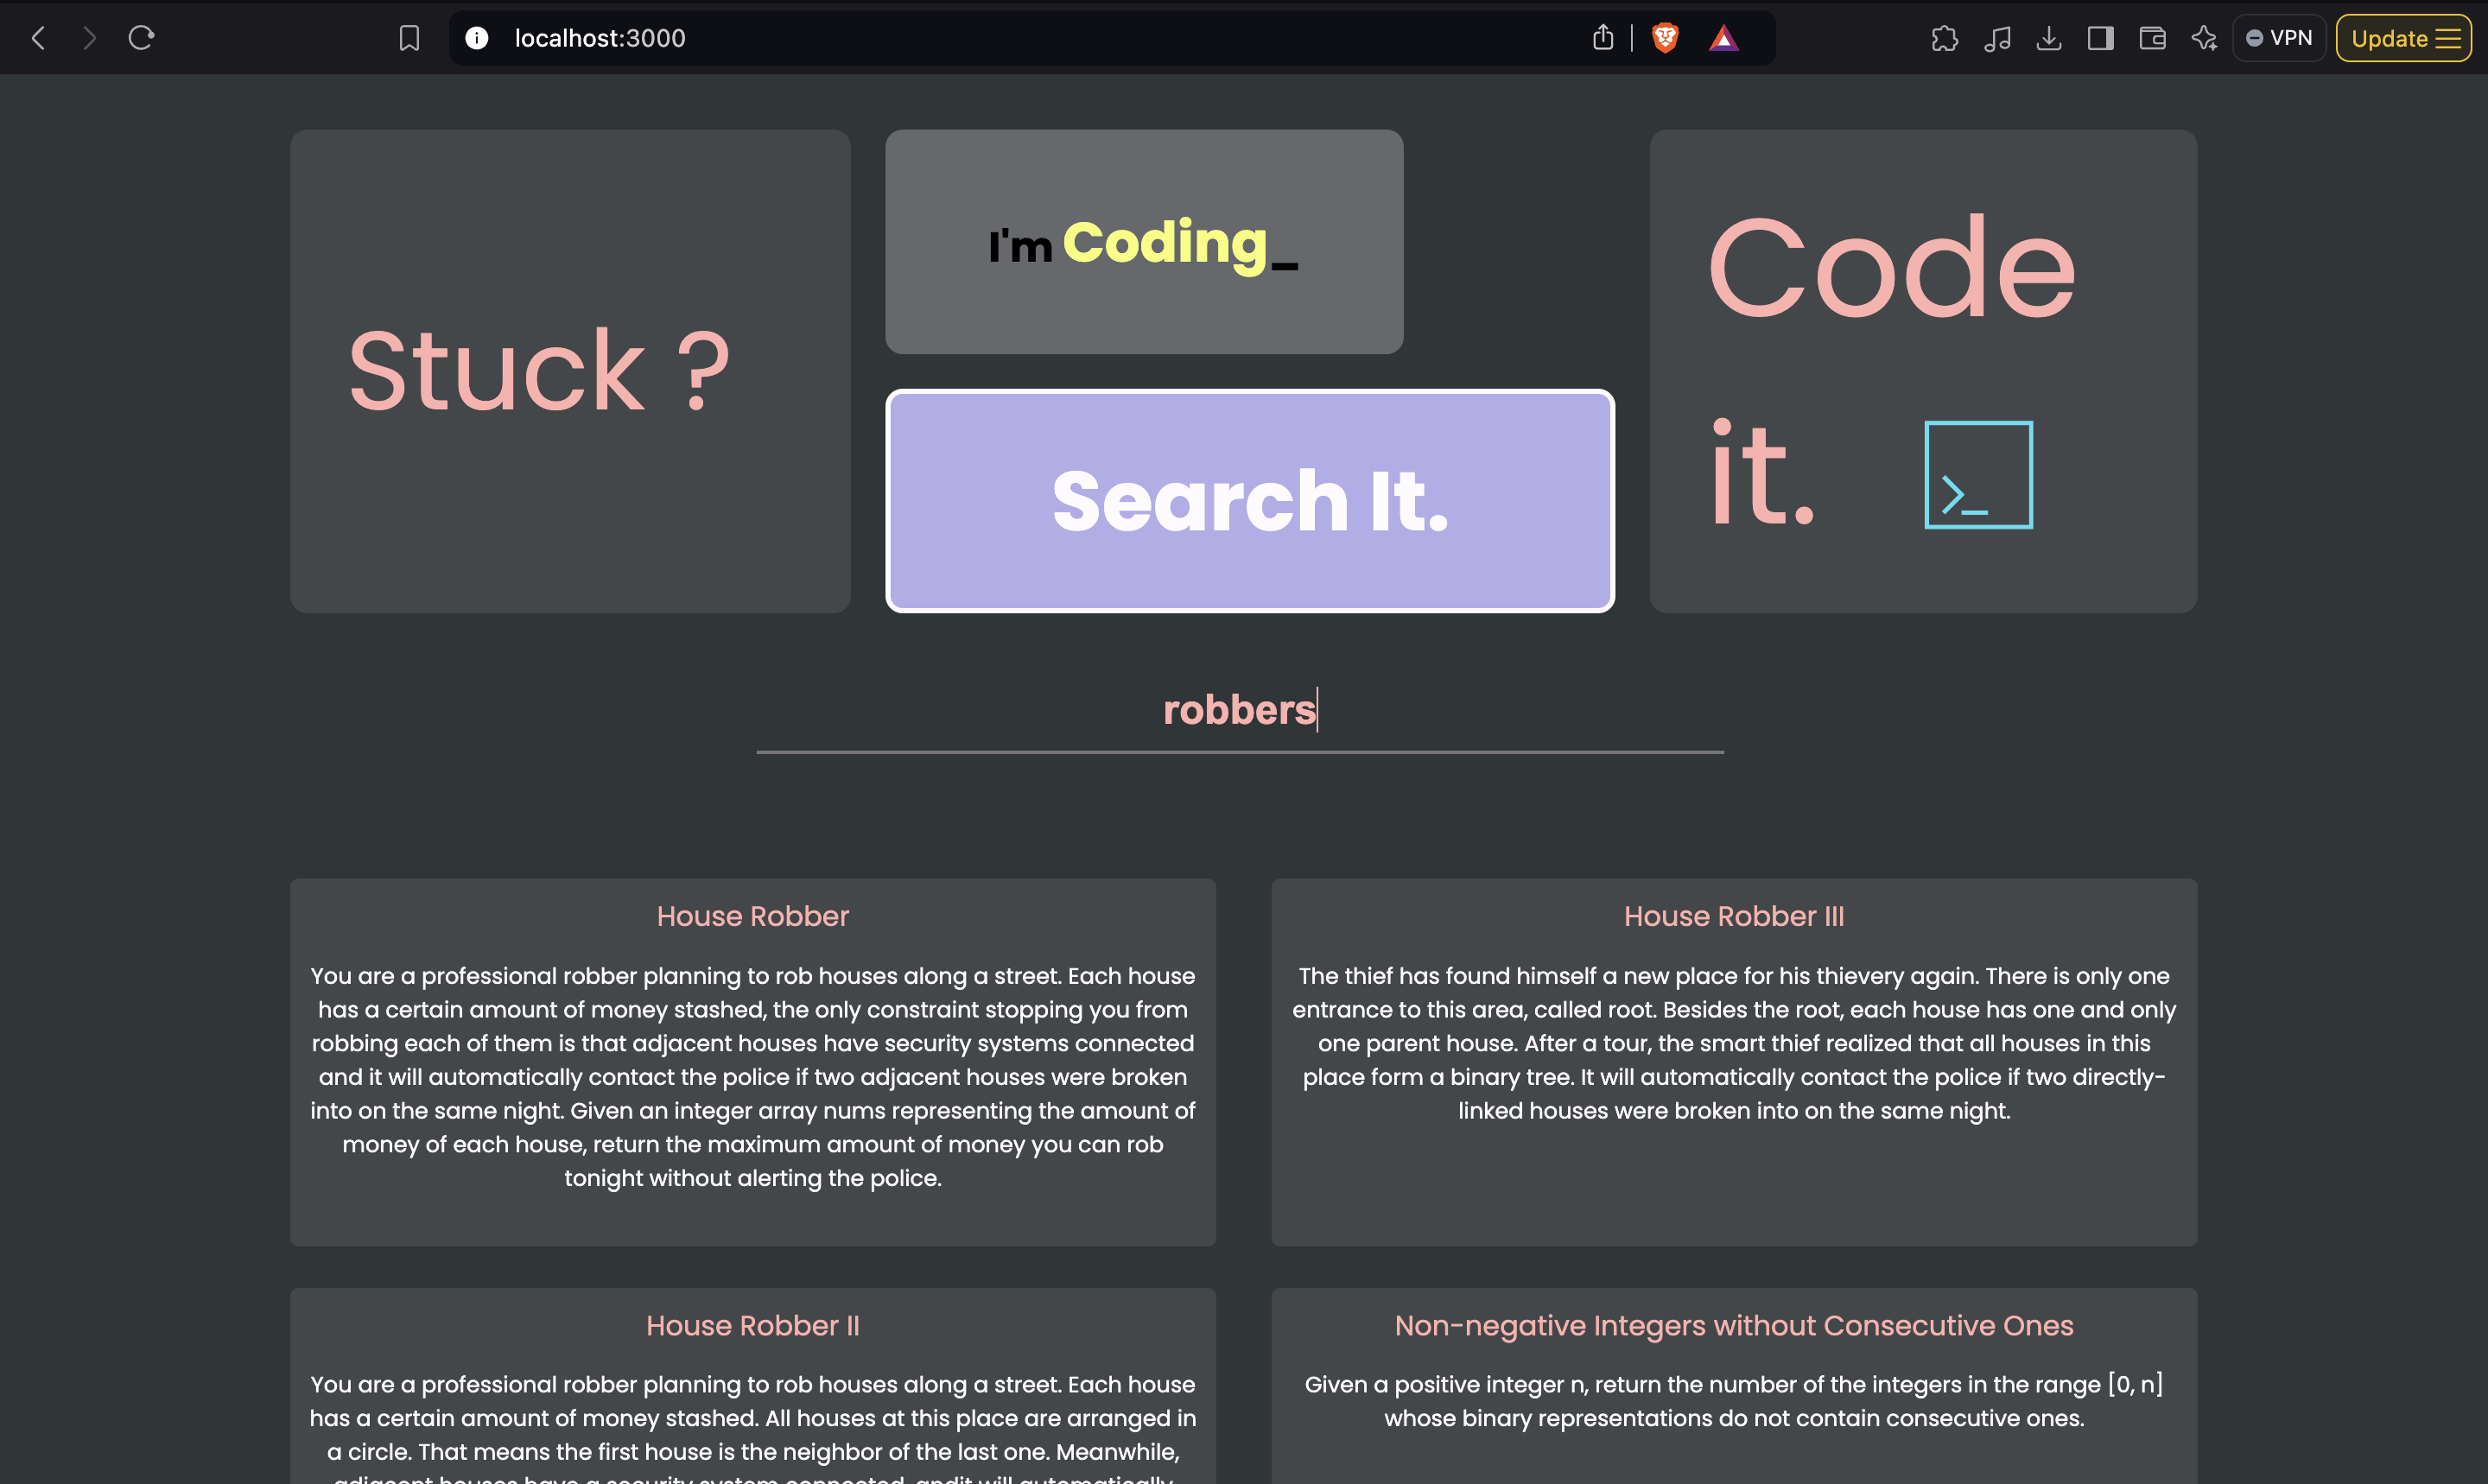 localhost:3000
VPN
Update
Stuck ?
I'm Coding_
Search It.
Code
it.
>_
robbers
House Robber
You are a professional robber planning to rob houses along a street. Each house
has a certain amount of money stashed, the only constraint stopping you from
robbing each of them is that adjacent houses have security systems connected
and it will automatically contact the police if two adjacent houses were broken
into on the same night. Given an integer array nums representing the amount of
money of each house, return the maximum amount of money you can rob
tonight without alerting the police.
House Robber III
The thief has found himself a new place for his thievery again. There is only one
entrance to this area, called root. Besides the root, each house has one and only
one parent house. After a tour, the smart thief realized that all houses in this
place form a binary tree. It will automatically contact the police if two directly-
linked houses were broken into on the same night.
House Robber II
You are a professional robber planning to rob houses along a street. Each house
has a certain amount of money stashed. All houses at this place are arranged in
a circle. That means the first house is the neighbor of the last one. Meanwhile,
adjacent houses have a security system connected, andit will automatically
Non-negative Integers without Consecutive Ones
Given a positive integer n, return the number of the integers in the range [0, n]
whose binary representations do not contain consecutive ones.